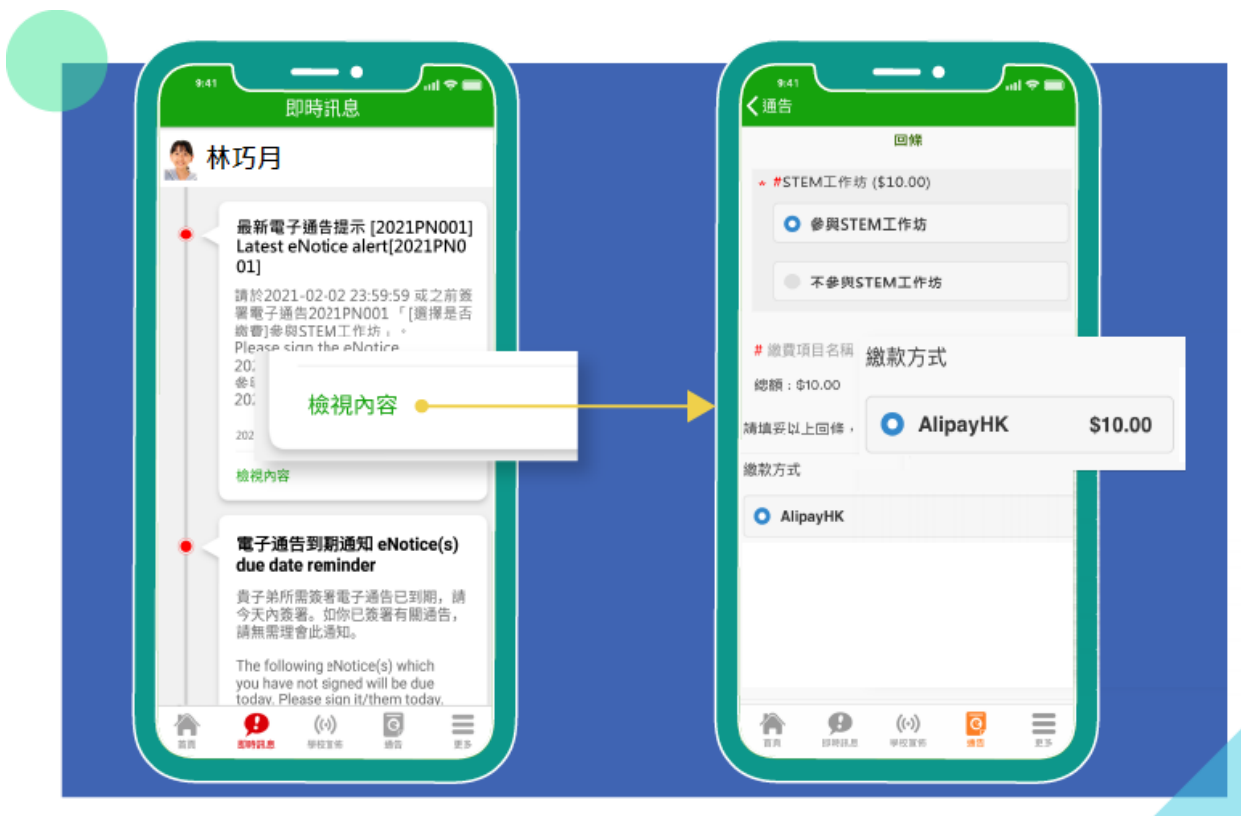 9:41
即時訊息
林巧月
最新電子通告提示 [2021PN001]
Latest eNotice alert[2021PN0
01]
請於2021-02-02 23:59:59 或之前簽
署電子通告2021PN001「[選擇是否
繳費]參與STEM工作坊」。
Please sign the eNotice
202
檢視內容
檢視內容
電子通告到期通知 eNotice(s)
due date reminder
貴子弟所需簽署電子通告已到期，請
今天內簽署。如你已簽署有關通告，
請無需理會此通知。
The following eNotice(s) which
you have not signed will be due
today. Please sign it/them today.
首頁
即時訊息
學校宣佈
通告
更多
9:41
通告
回條
* #STEM工作坊 ($10.00)
參與STEM工作坊
不參與STEM工作坊
# 繳費項目名稱
總額：$10.00
請填妥以上回條，
繳款方式
AlipayHK $10.00
繳款方式
AlipayHK
首頁
即時訊息
學校宣佈
通告
更多